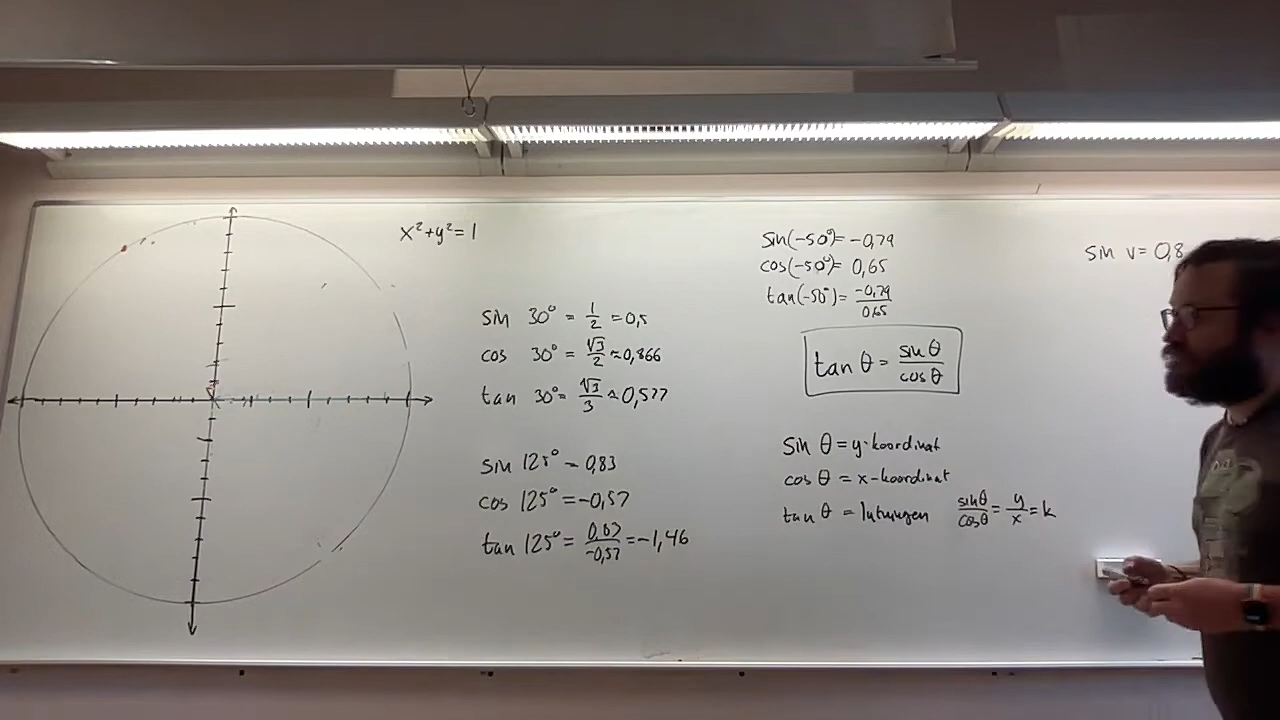 x²+y²=1
sin 30° = 1/2 = 0,5
cos 30° = √3/2 ≈ 0,866
tan 30° = √3/3 ≈ 0,577
sin 125° = 0,83
cos 125° = -0,57
tan 125° = 0,83/-0,57 = -1,46
sin(-50°) = -0,79
cos(-50°) = 0,65
tan(-50°) = -0,79/0,65
tan θ = sin θ/cos θ
sin θ = y-koordinat
cos θ = x-koordinat
tan θ = lutningen sinθ/cosθ = y/x = k
sin v = 0,8